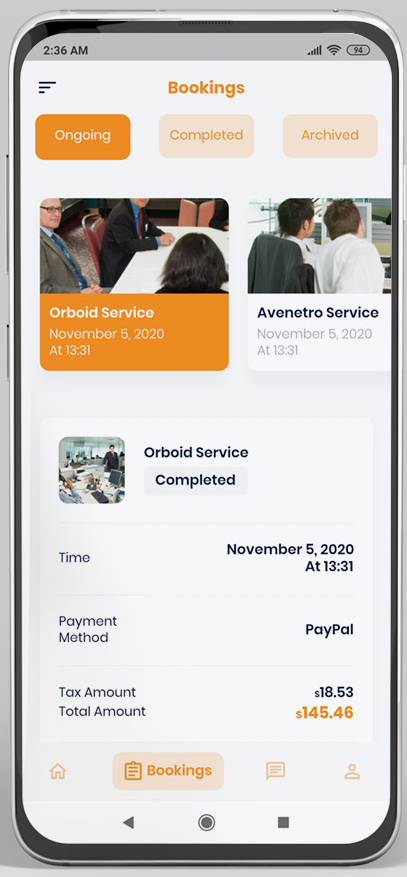 2:36 AM
94
Bookings
Ongoing
Completed
Archived
Orboid Service
November 5, 2020
At 13:31
Avenetro Service
November 5, 2020
At 13:31
Orboid Service
Completed
Time
November 5, 2020
At 13:31
Payment
Method
PayPal
Tax Amount
$18.53
Total Amount
$145.46
Bookings